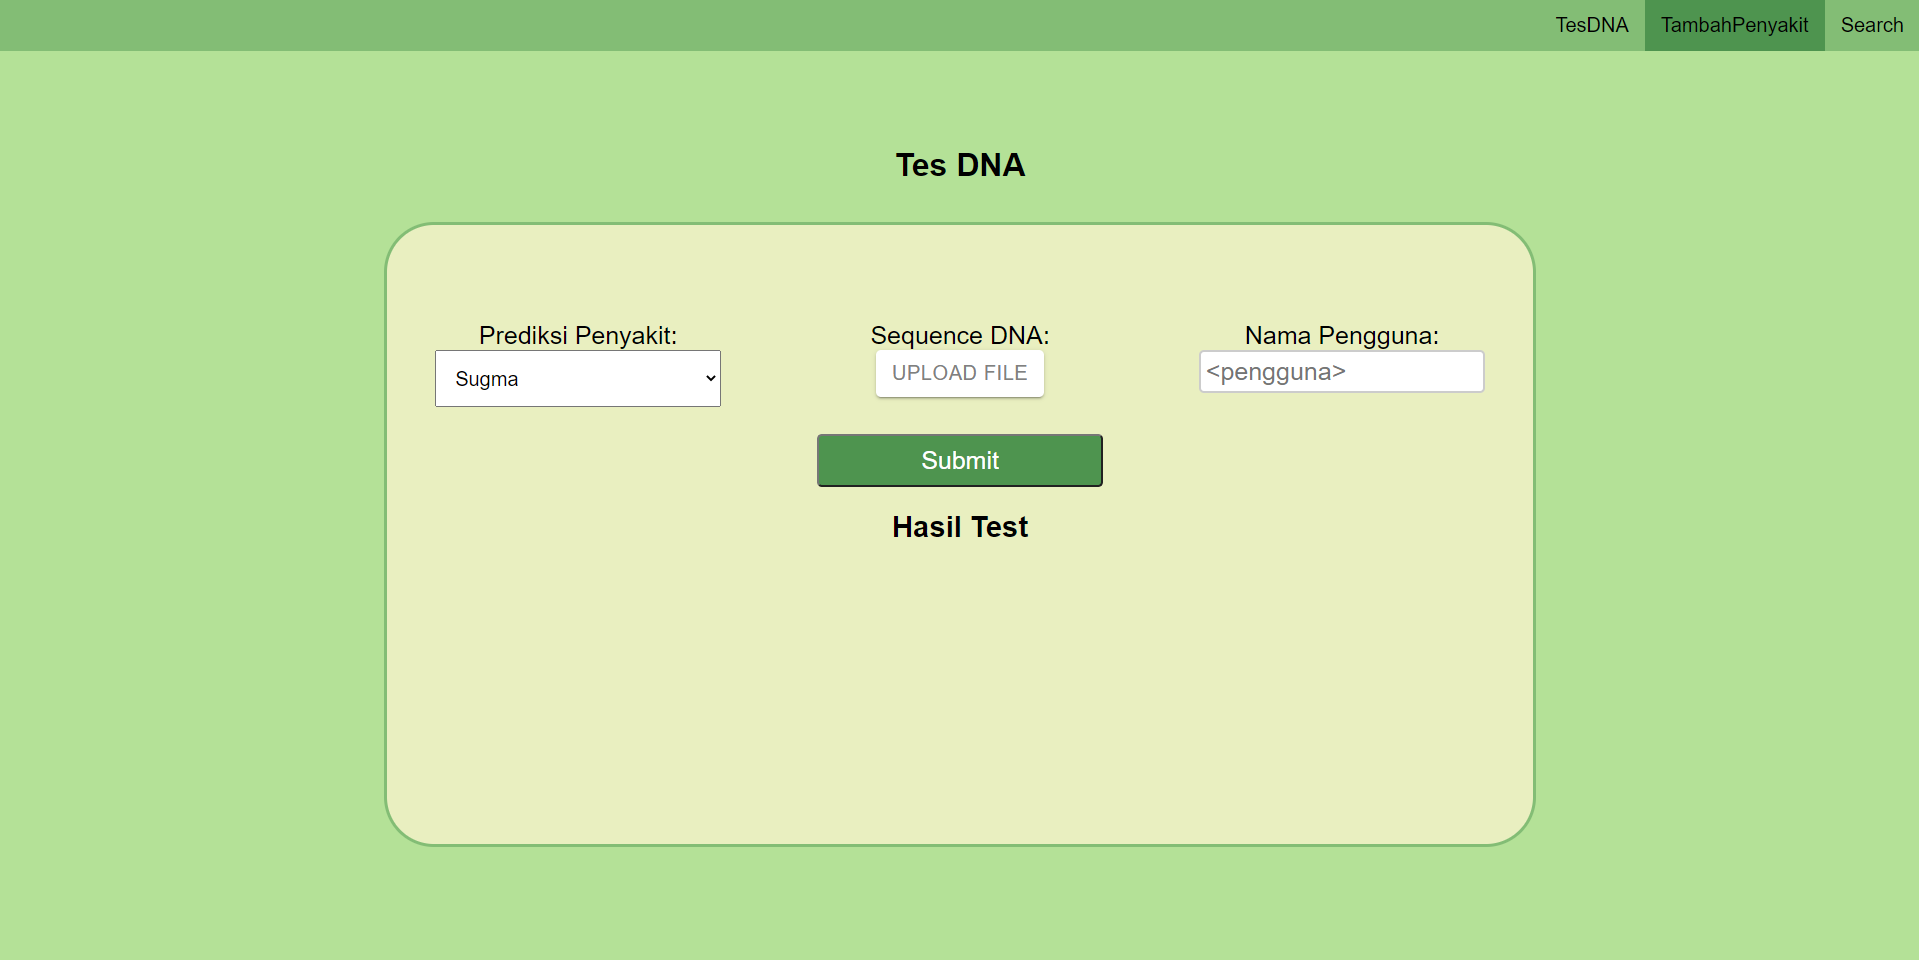 TesDNA TambahPenyakit Search
Tes DNA
Prediksi Penyakit: Sequence DNA: Nama Pengguna:
Sugma UPLOAD FILE <pengguna>
Submit
Hasil Test